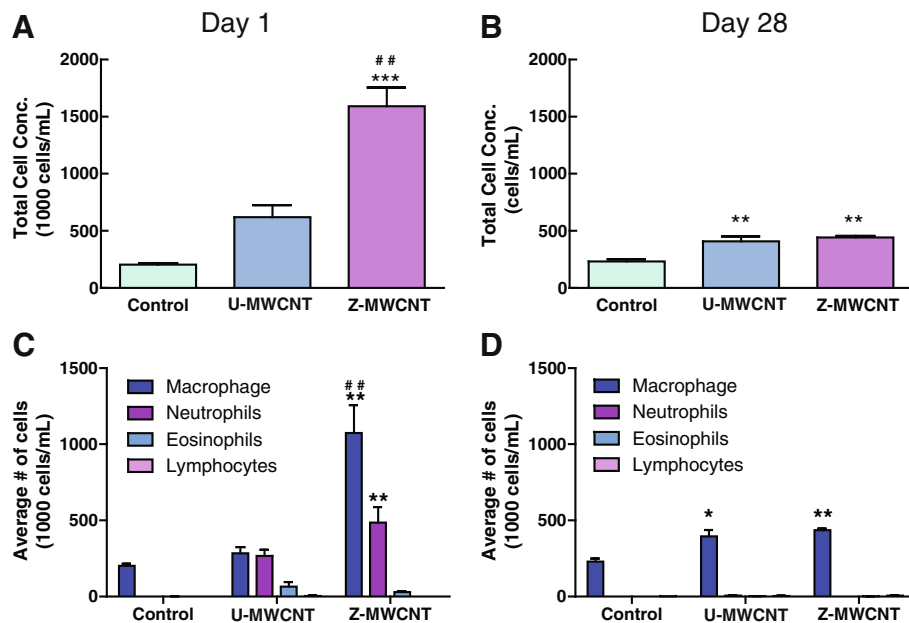 A
Day 1
Total Cell Conc.
(1000 cells/mL)
2000
1500
1000
500
0
# #
***
Control
U-MWCNT
Z-MWCNT
B
Day 28
Total Cell Conc.
(cells/mL)
2000
1500
1000
500
0
**
**
Control
U-MWCNT
Z-MWCNT
C
Average # of cells
(1000 cells/mL)
1500
1000
500
0
Macrophage
Neutrophils
Eosinophils
Lymphocytes
# #
**
**
Control
U-MWCNT
Z-MWCNT
D
Average # of cells
(1000 cells/mL)
1500
1000
500
0
Macrophage
Neutrophils
Eosinophils
Lymphocytes
*
**
Control
U-MWCNT
Z-MWCNT